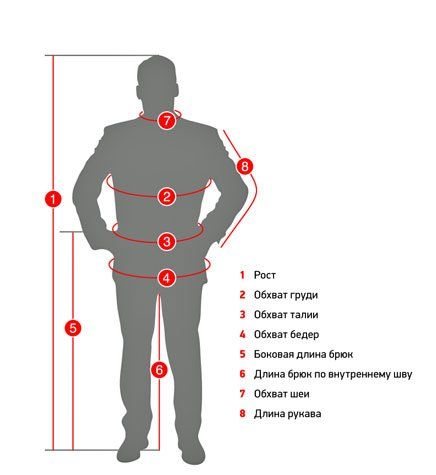 7
8
1
2
3
4
5
6
1 Рост
2 Обхват груди
3 Обхват талии
4 Обхват бедер
5 Боковая длина брюк
6 Длина брюк по внутреннему шву
7 Обхват шеи
8 Длина рукава